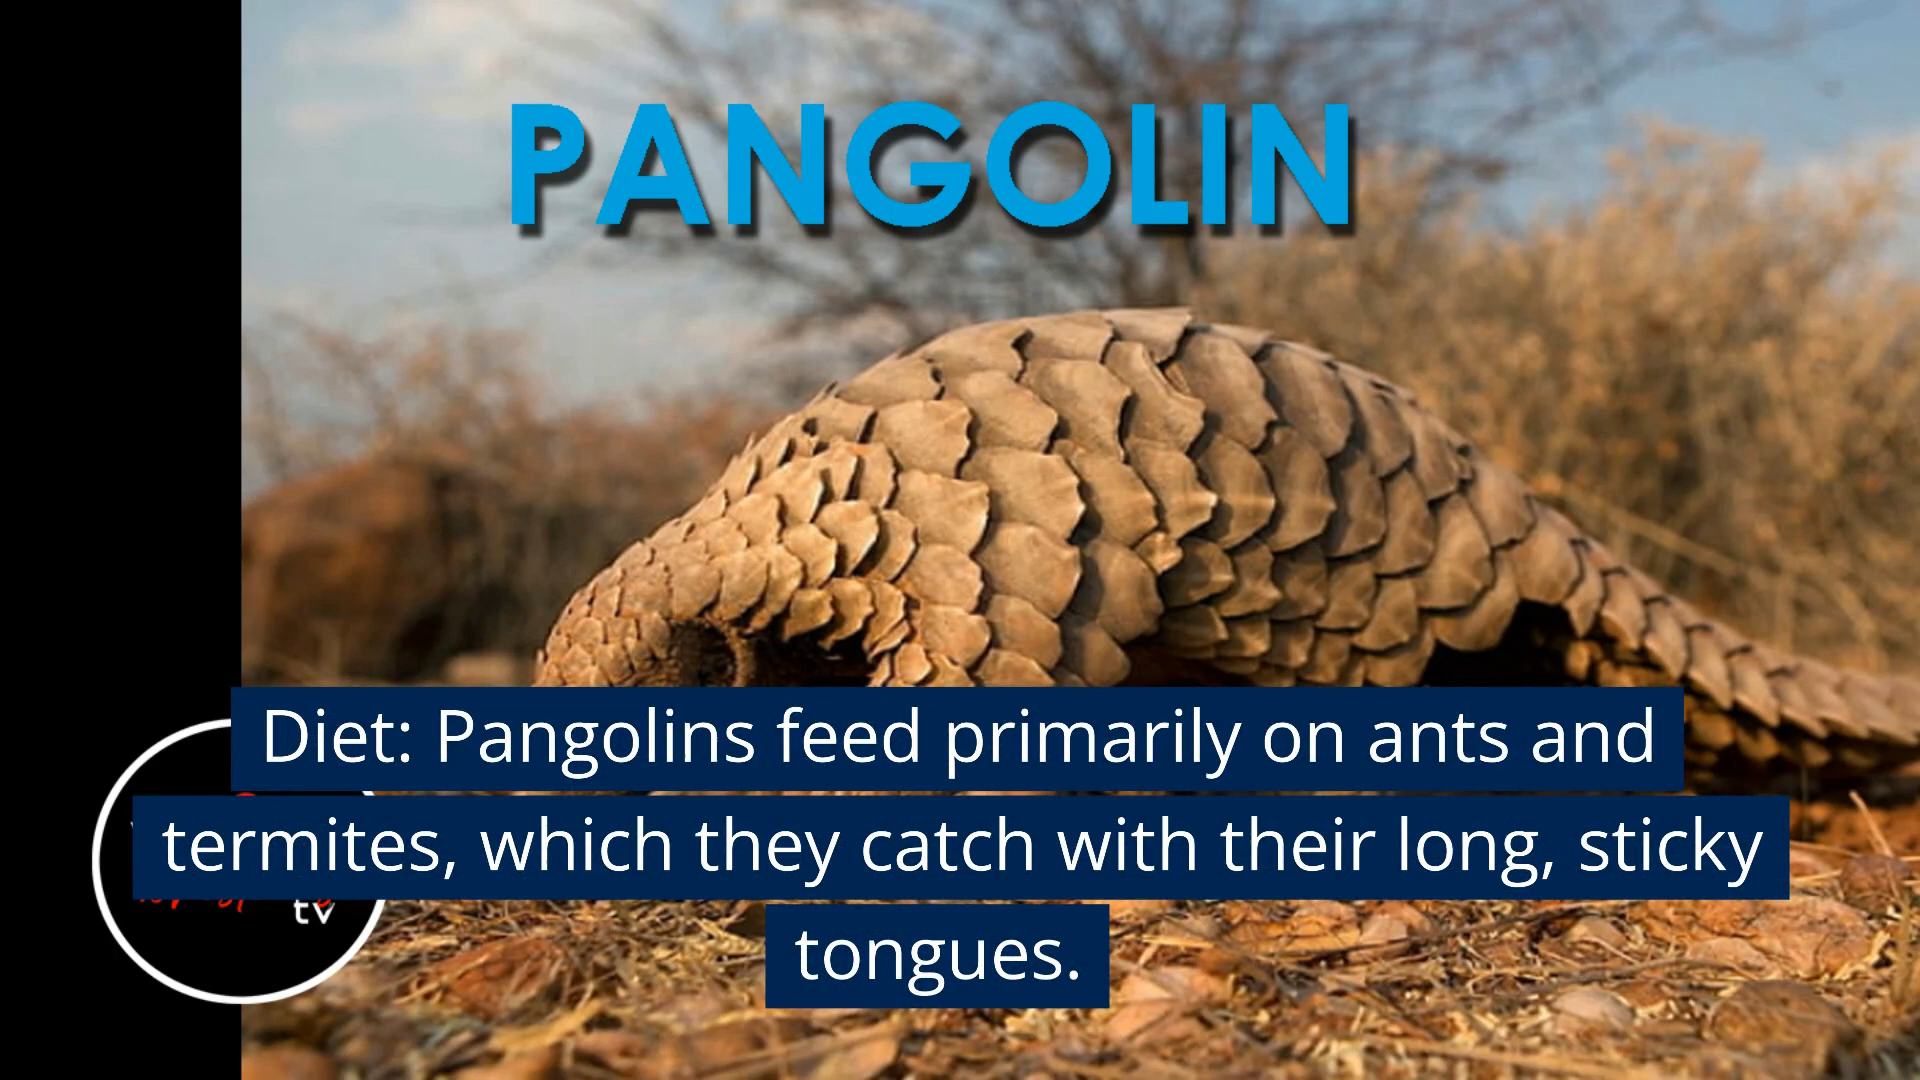 PANGOLIN
Diet: Pangolins feed primarily on ants and
termites, which they catch with their long, sticky
tongues.
tv